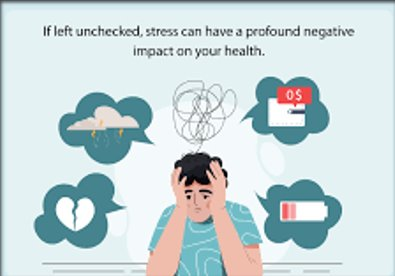 If left unchecked, stress can have a profound negative
impact on your health.
0 $